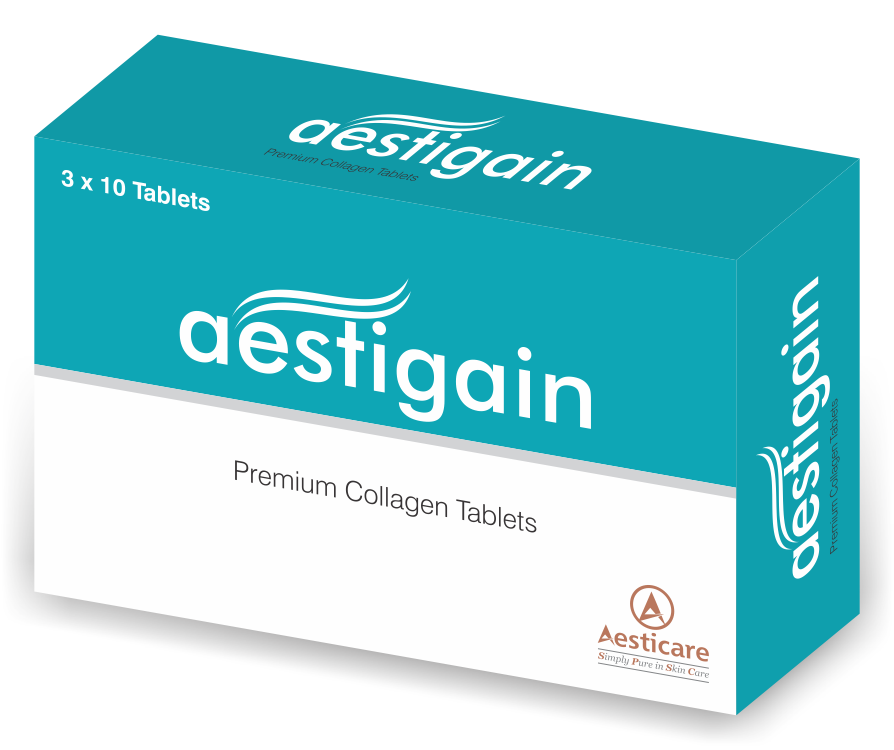 aestigain
Premium Collagen Tablets
3 x 10 Tablets
aestigain
Premium Collagen Tablets
Aesticare
Simply Pure in Skin Care
aestigain
Premium Collagen Tablets